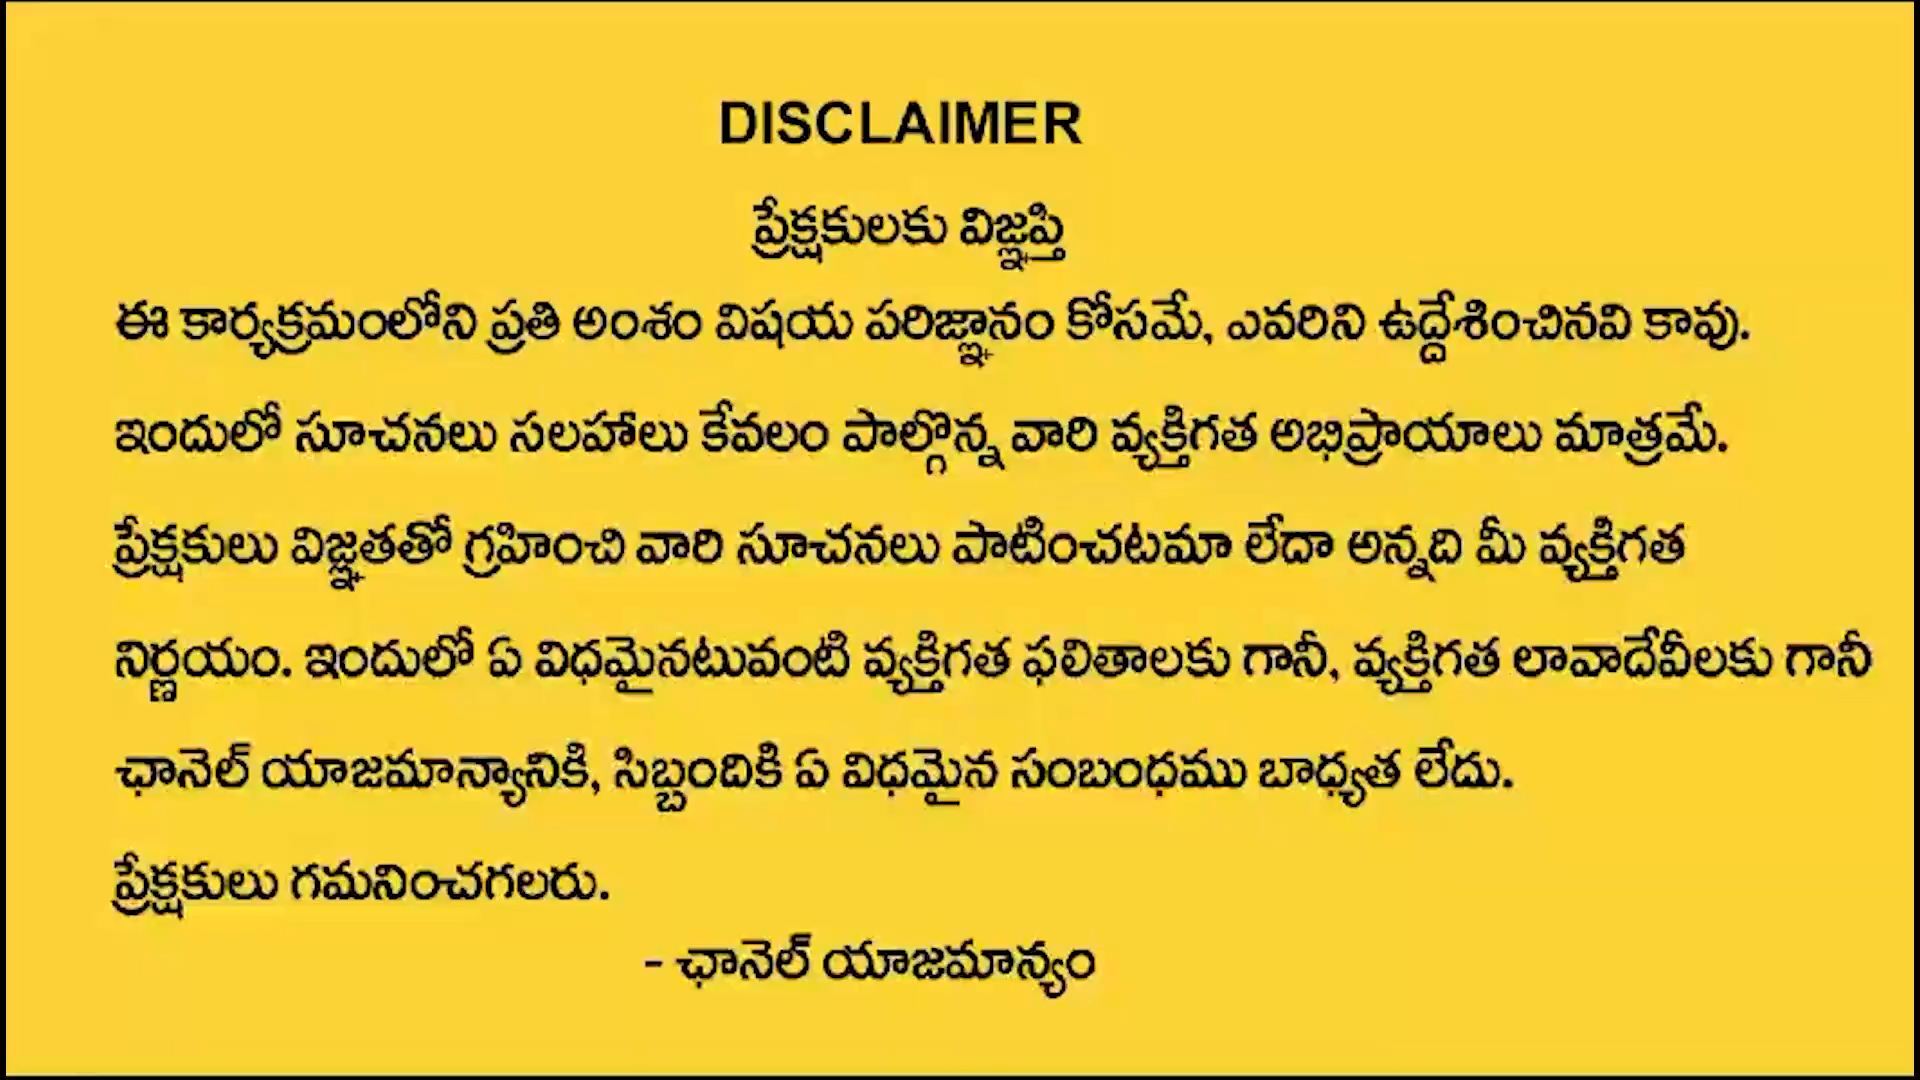 DISCLAIMER
ప్రేక్షకులకు విజ్ఞప్తి
ఈ కార్యక్రమంలోని ప్రతి అంశం విషయ పరిజ్ఞానం కోసమే, ఎవరిని ఉద్దేశించినవి కావు.
ఇందులో సూచనలు సలహాలు కేవలం పాల్గొన్న వారి వ్యక్తిగత అభిప్రాయాలు మాత్రమే.
ప్రేక్షకులు విజ్ఞతతో గ్రహించి వారి సూచనలు పాటించటమా లేదా అన్నది మీ వ్యక్తిగత
నిర్ణయం. ఇందులో ఏ విధమైనటువంటి వ్యక్తిగత ఫలితాలకు గానీ, వ్యక్తిగత లావాదేవీలకు గానీ
ఛానెల్ యాజమాన్యానికి, సిబ్బందికి ఏ విధమైన సంబంధము బాధ్యత లేదు.
ప్రేక్షకులు గమనించగలరు.
- ఛానెల్ యాజమాన్యం